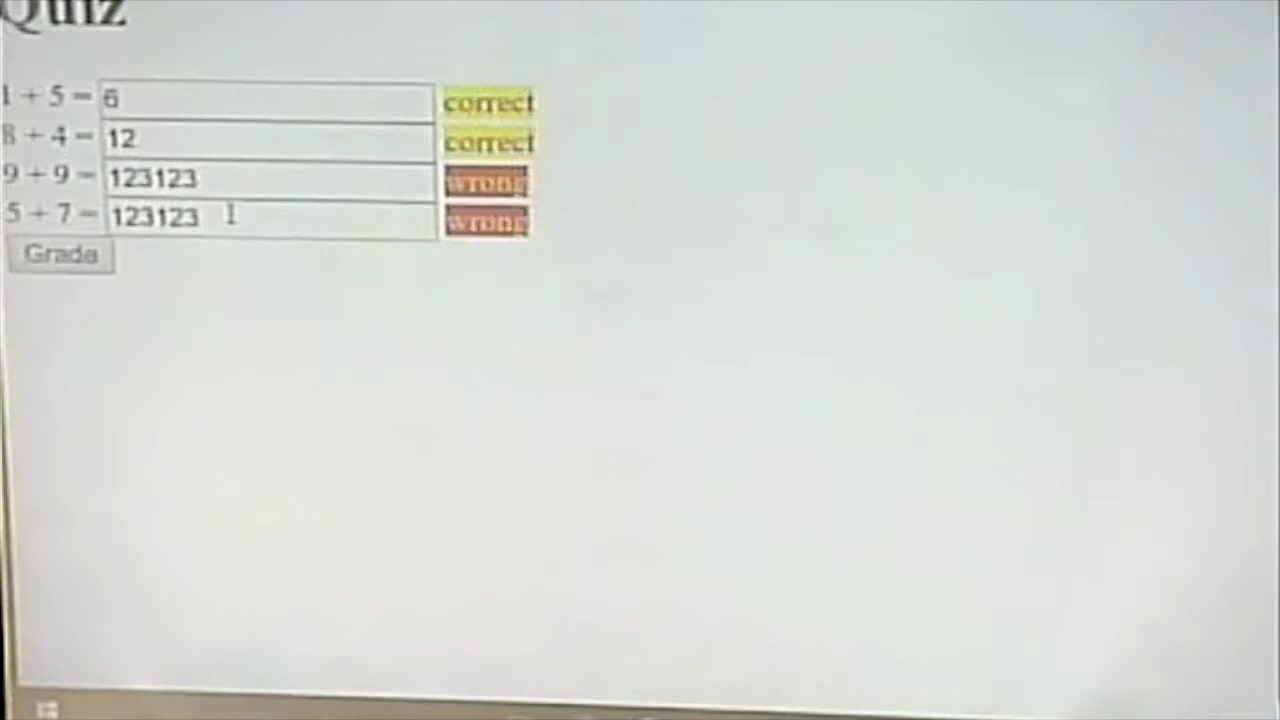 Quiz
1 + 5 = 6 correct
8 + 4 = 12 correct
9 + 9 = 123123 wrong
5 + 7 = 123123 wrong
Grade